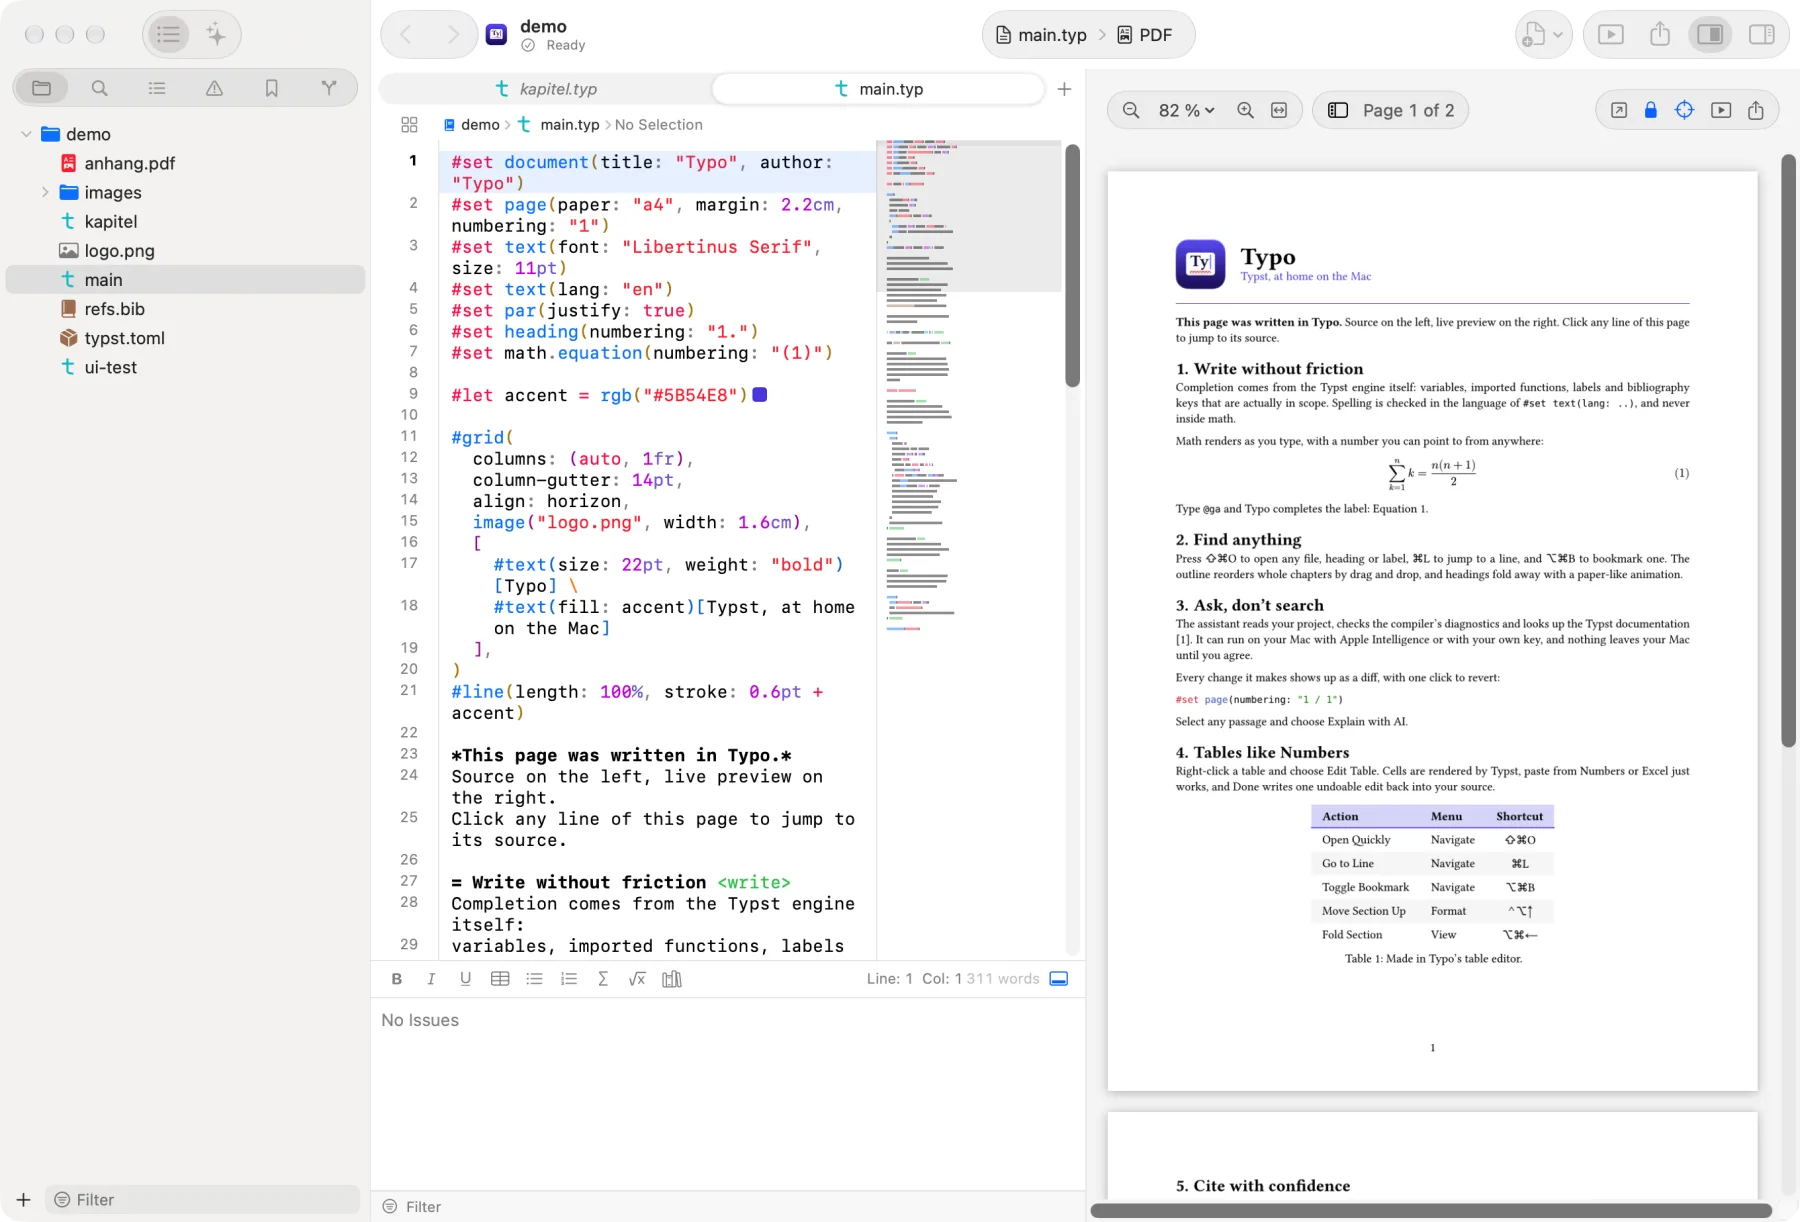 demo
Ready
main.typ
PDF
demo
anhang.pdf
images
kapitel
logo.png
main
refs.bib
typst.toml
ui-test
Filter
kapitel.typ
main.typ
demo
main.typ
No Selection
1 #set document(title: "Typo", author:
"Typo")
2 #set page(paper: "a4", margin: 2.2cm,
numbering: "1")
3 #set text(font: "Libertinus Serif",
size: 11pt)
4 #set text(lang: "en")
5 #set par(justify: true)
6 #set heading(numbering: "1.")
7 #set math.equation(numbering: "(1)")
8
9 #let accent = rgb("#5B54E8")
10
11 #grid(
12 columns: (auto, 1fr),
13 column-gutter: 14pt,
14 align: horizon,
15 image("logo.png", width: 1.6cm),
16 [
17 #text(size: 22pt, weight: "bold")
[Typo] \
18 #text(fill: accent)[Typst, at home
on the Mac]
19 ],
20 )
21 #line(length: 100%, stroke: 0.6pt +
accent)
22
23 *This page was written in Typo.*
24 Source on the left, live preview on
the right.
25 Click any line of this page to jump to
its source.
26
27 = Write without friction <write>
28 Completion comes from the Typst engine
itself:
29 variables, imported functions, labels
B I U
Line: 1 Col: 1 311 words
No Issues
Filter
82 %
Page 1 of 2
Ty
Typo
Typst, at home on the Mac
This page was written in Typo. Source on the left, live preview on the right. Click any line of this page
to jump to its source.
1. Write without friction
Completion comes from the Typst engine itself: variables, imported functions, labels and bibliography
keys that are actually in scope. Spelling is checked in the language of #set text(lang: ..), and never
inside math.
Math renders as you type, with a number you can point to from anywhere:
∑_{k=1}^{n} k = n(n + 1)/2 (1)
Type @ga and Typo completes the label: Equation 1.
2. Find anything
Press ⇧⌘O to open any file, heading or label, ⌘L to jump to a line, and ⌥⌘B to bookmark one. The
outline reorders whole chapters by drag and drop, and headings fold away with a paper-like animation.
3. Ask, don't search
The assistant reads your project, checks the compiler's diagnostics and looks up the Typst documentation
[1]. It can run on your Mac with Apple Intelligence or with your own key, and nothing leaves your Mac
until you agree.
Every change it makes shows up as a diff, with one click to revert:
#set page(numbering: "1 / 1")
Select any passage and choose Explain with AI.
4. Tables like Numbers
Right-click a table and choose Edit Table. Cells are rendered by Typst, paste from Numbers or Excel just
works, and Done writes one undoable edit back into your source.
Action Menu Shortcut
Open Quickly Navigate ⇧⌘O
Go to Line Navigate ⌘L
Toggle Bookmark Navigate ⌥⌘B
Move Section Up Format ^⌥↑
Fold Section View ⌥⌘←
Table 1: Made in Typo's table editor.
1
5. Cite with confidence